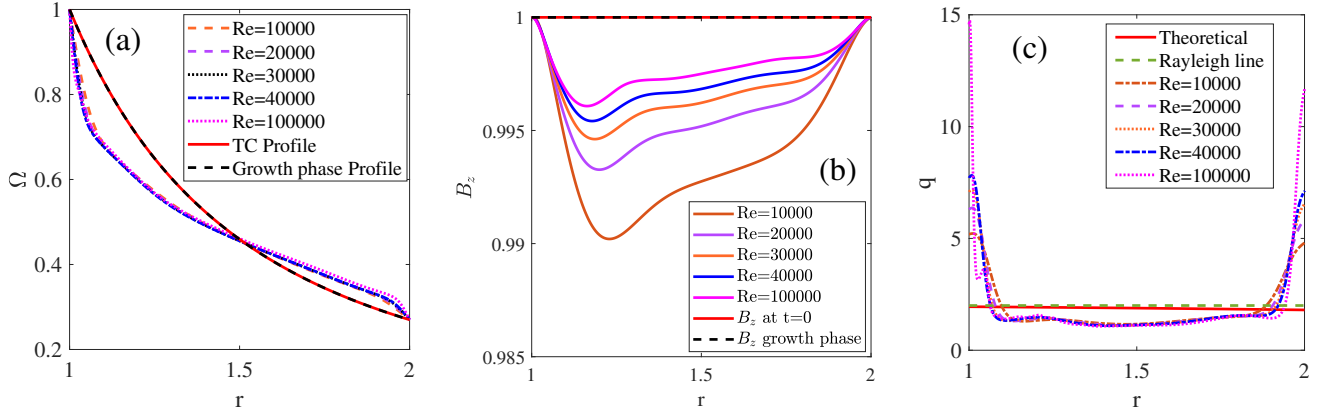 (a)
Re=10000
Re=20000
Re=30000
Re=40000
Re=100000
TC Profile
Growth phase Profile
1
0.8
0.6
0.4
0.2
Ω
1
1.5
2
r
(b)
1
0.995
0.99
0.985
B_z
Re=10000
Re=20000
Re=30000
Re=40000
Re=100000
B_z at t=0
B_z growth phase
1
1.5
2
r
(c)
15
10
5
0
q
Theoretical
Rayleigh line
Re=10000
Re=20000
Re=30000
Re=40000
Re=100000
1
1.5
2
r